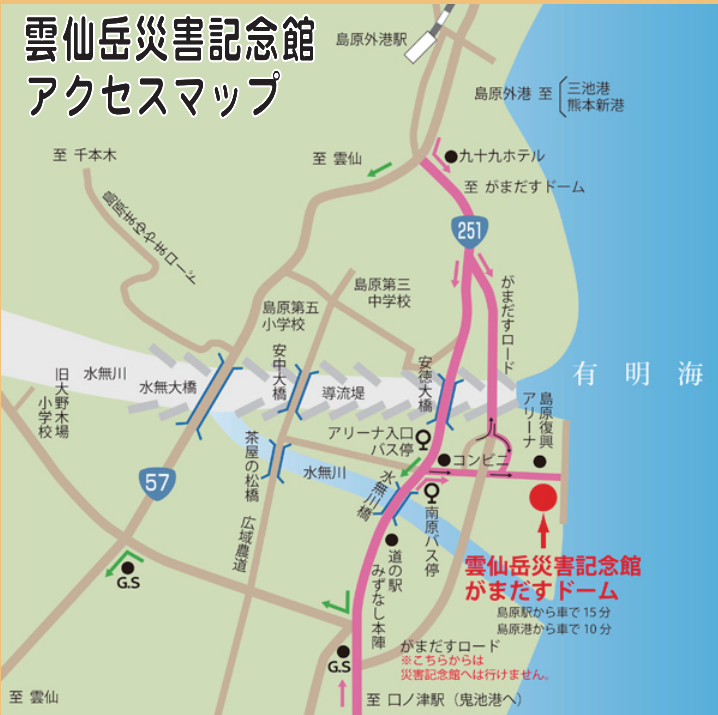 雲仙岳災害記念館
アクセスマップ
島原外港駅
島原外港 至
三池港
熊本新港
至 千本木
至 雲仙
九十九ホテル
至 がまだすドーム
島原まゆやまロード
251
がまだすロード
島原第三
中学校
島原第五
小学校
有明海
水無川
水無大橋
安中大橋
導流堤
安徳大橋
旧大野木場
小学校
島原復興
アリーナ
アリーナ入口
バス停
コンビニ
茶屋の松橋
水無川
水無川橋
57
南原バス停
広域農道
道の駅
みずなし本陣
雲仙岳災害記念館
がまだすドーム
島原駅から車で15分
島原港から車で10分
G.S
がまだすロード
※こちらからは
災害記念館へは行けません。
G.S
至 雲仙
至 口ノ津駅(鬼池港へ)